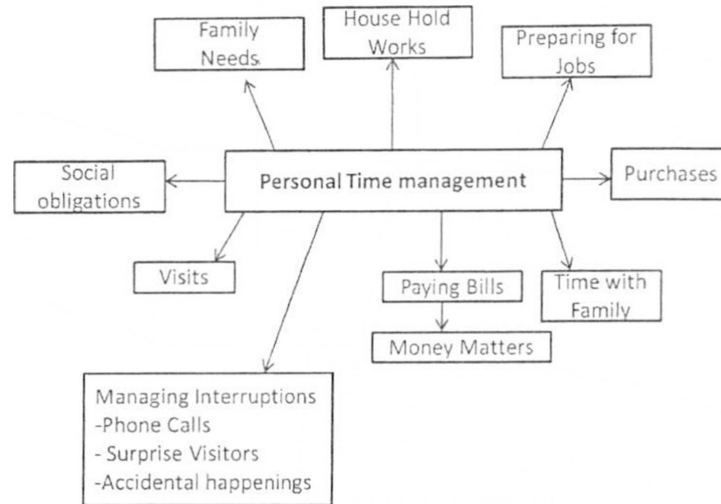 Family
Needs.
House Hold
Works
Preparing for
Jobs
Social
obligations
Personal Time management
Purchases
Visits
Paying Bills
Time with
Family
Money Matters
Managing Interruptions
-Phone Calls
- Surprise Visitors
-Accidental happenings